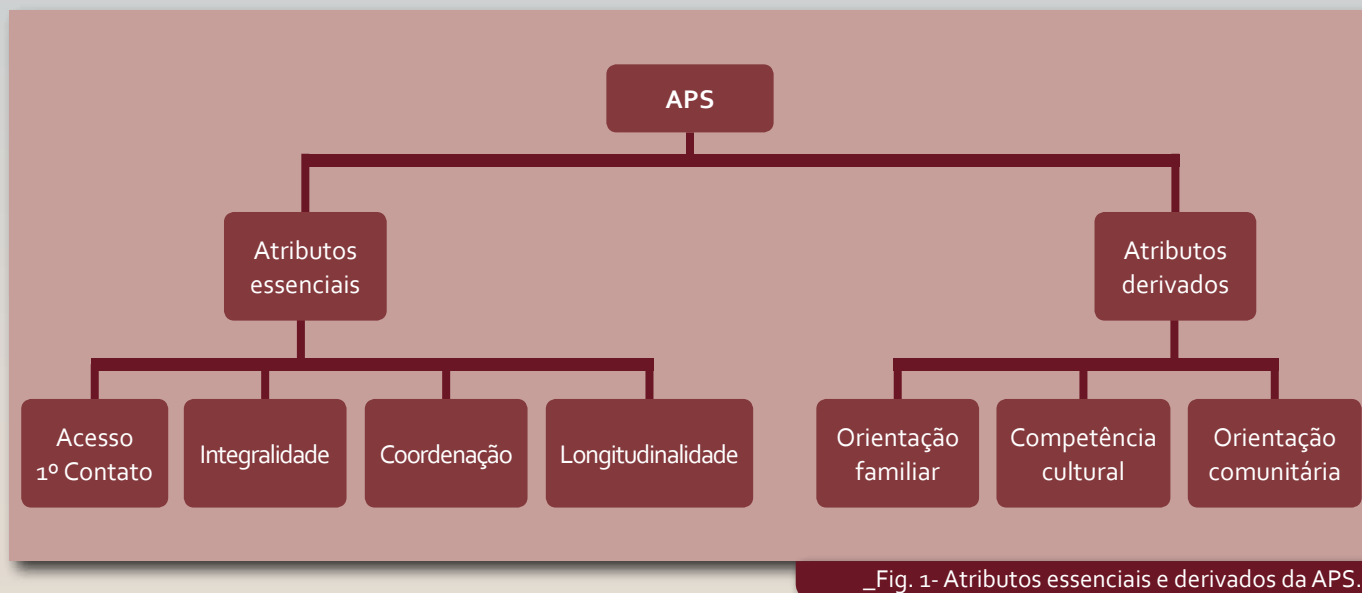 APS
Atributos
essenciais
Atributos
derivados
Acesso
1º Contato
Integralidade
Coordenação
Longitudinalidade
Orientação
familiar
Competência
cultural
Orientação
comunitária
_Fig. 1- Atributos essenciais e derivados da APS.